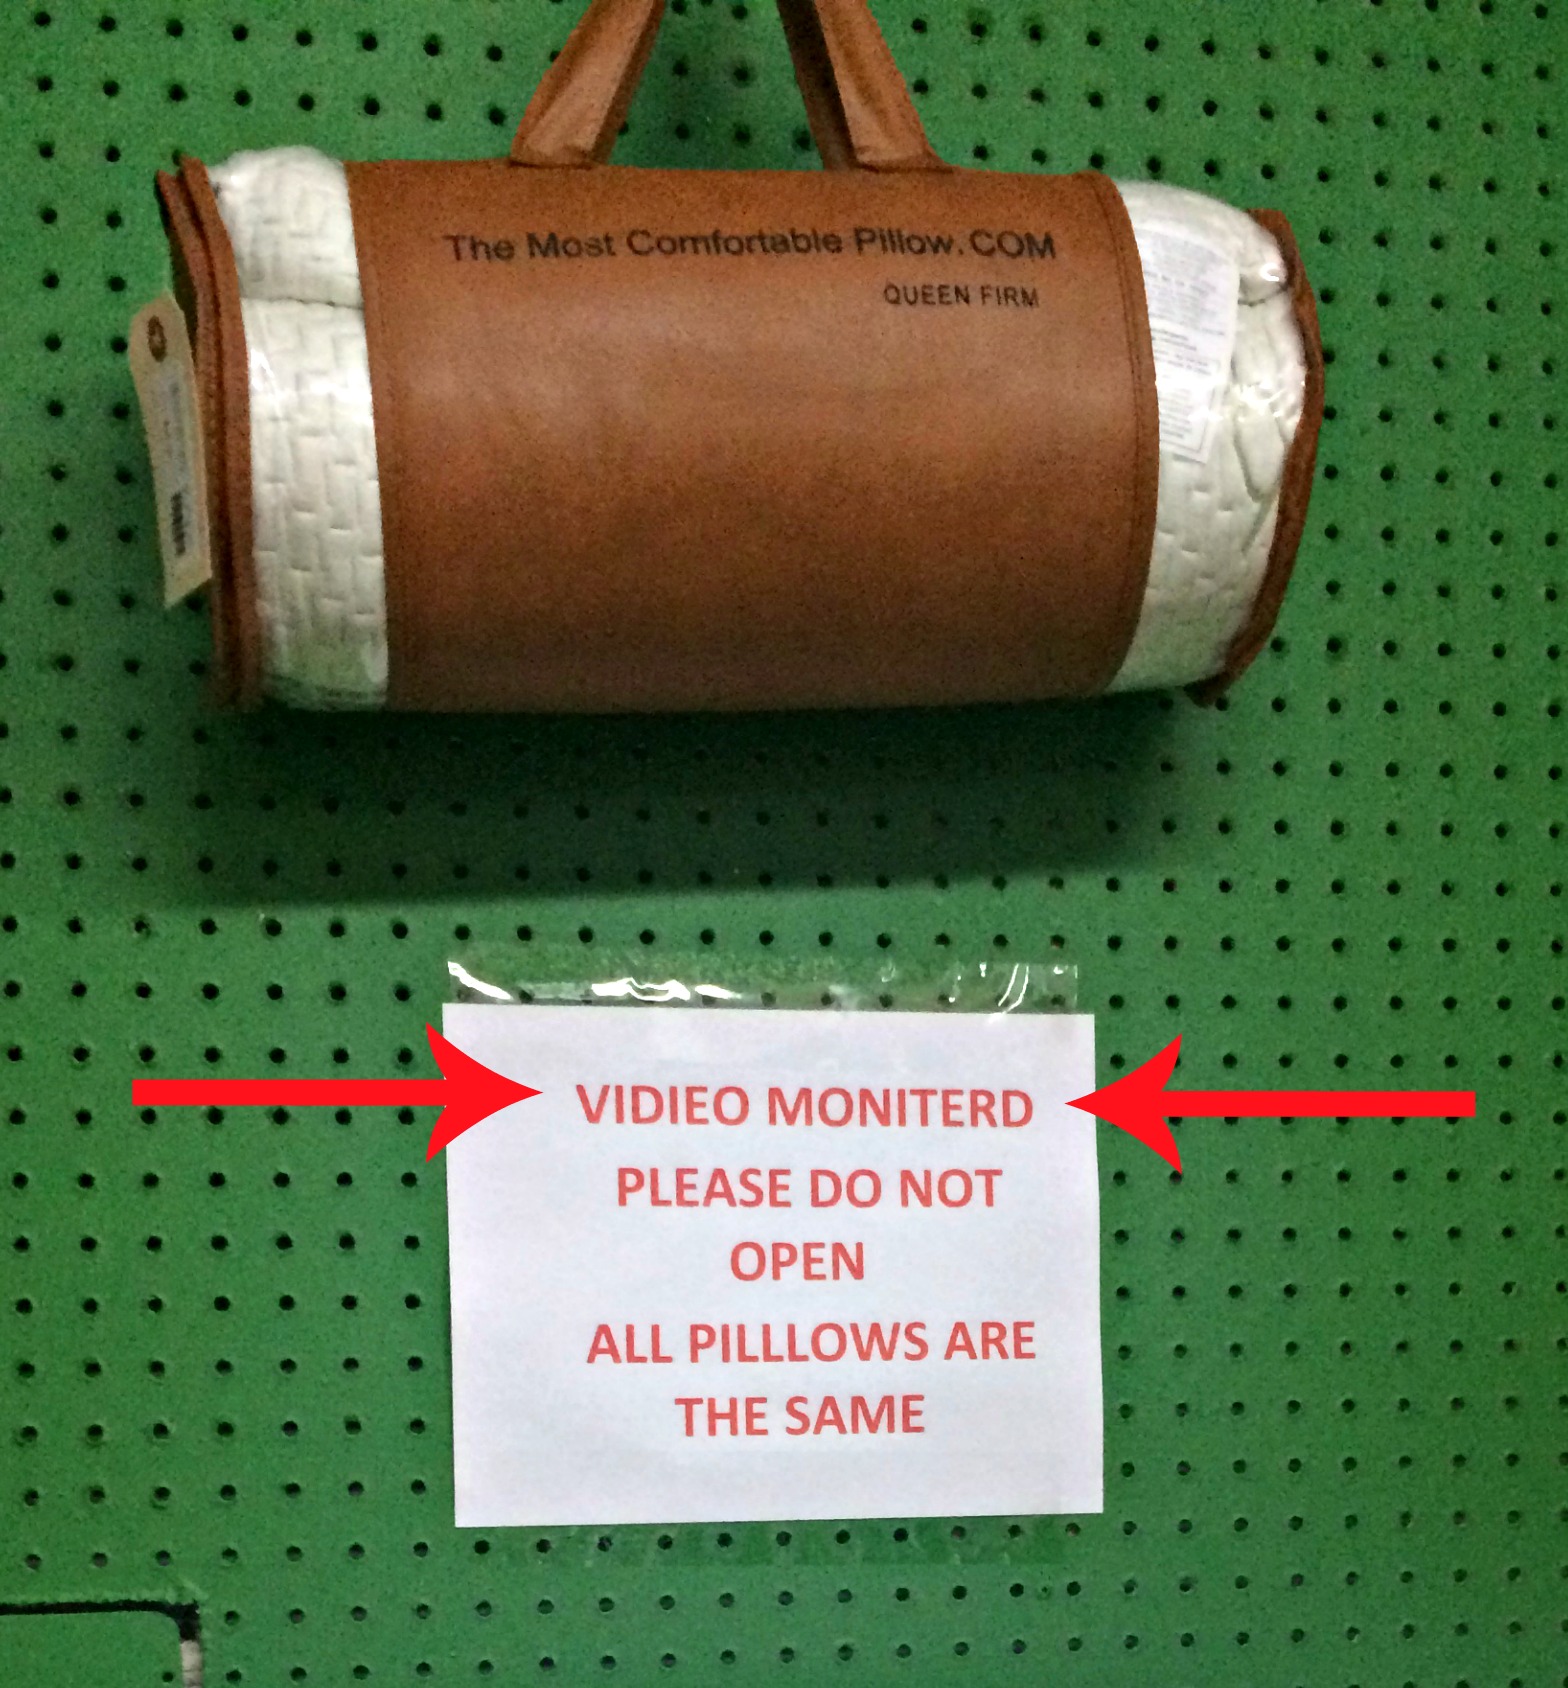 The Most Comfortable Pillow.COM
QUEEN FIRM
VIDIEO MONITERD
PLEASE DO NOT
OPEN
ALL PILLLOWS ARE
THE SAME